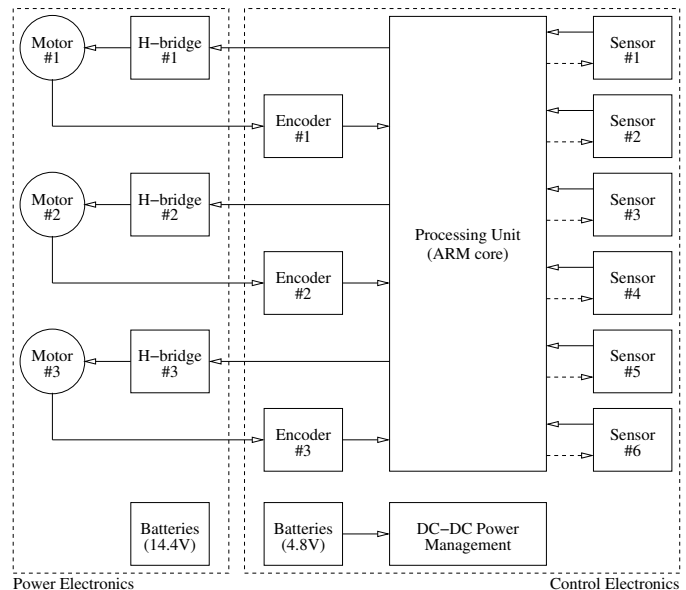 Motor
#1
H−bridge
#1
Sensor
#1
Encoder
#1
Sensor
#2
Motor
#2
H−bridge
#2
Sensor
#3
Processing Unit
(ARM core)
Encoder
#2
Sensor
#4
Motor
#3
H−bridge
#3
Sensor
#5
Encoder
#3
Sensor
#6
Batteries
(14.4V)
Batteries
(4.8V)
DC−DC Power
Management
Power Electronics
Control Electronics